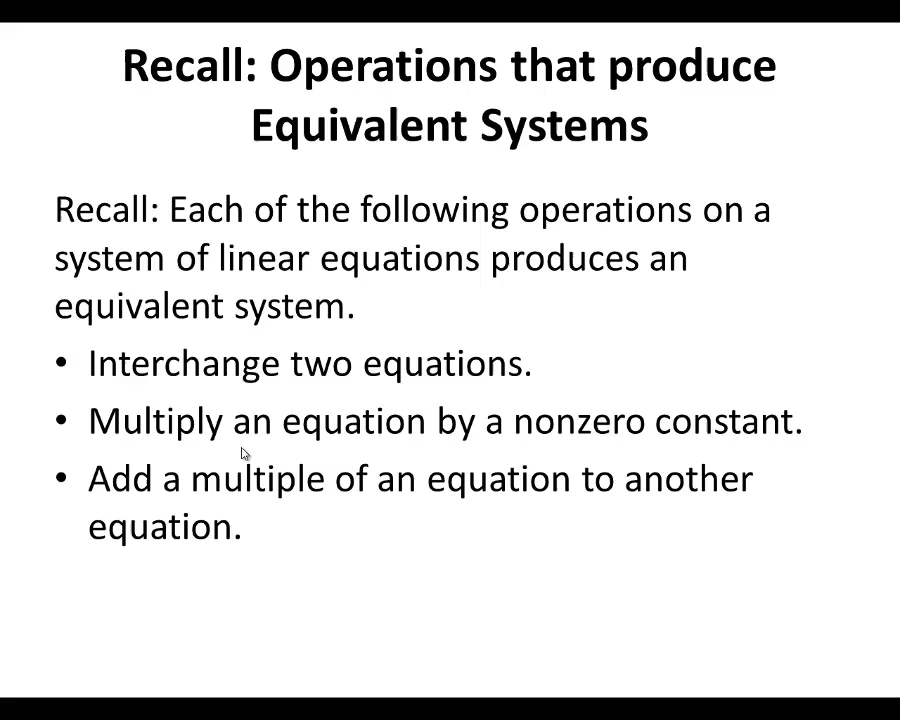 Recall: Operations that produce
Equivalent Systems
Recall: Each of the following operations on a
system of linear equations produces an
equivalent system.
• Interchange two equations.
• Multiply an equation by a nonzero constant.
• Add a multiple of an equation to another
equation.